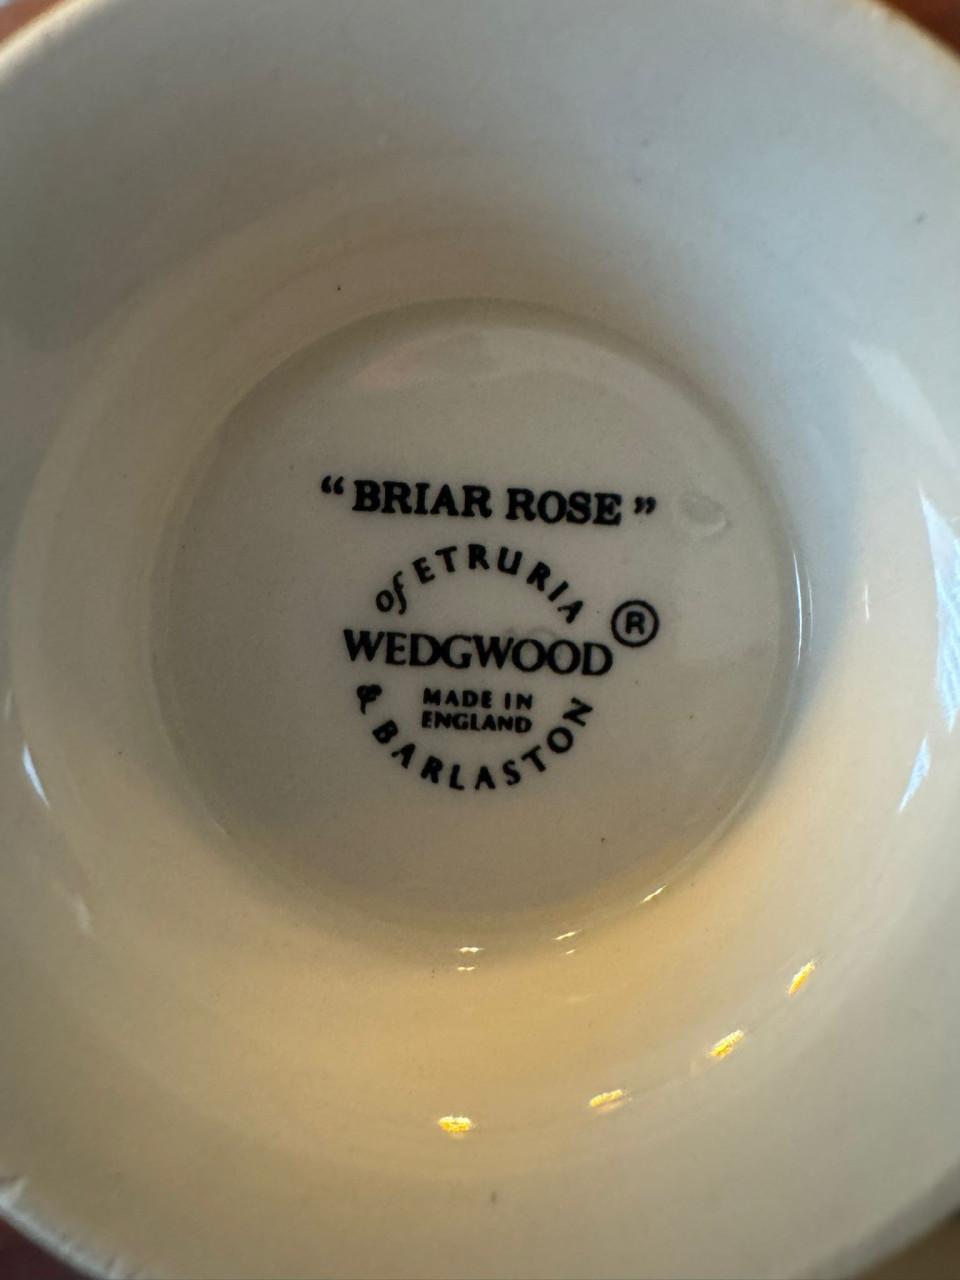 “BRIAR ROSE”
of ETRURIA
WEDGWOOD ®
MADE IN
ENGLAND
& BARLASTON